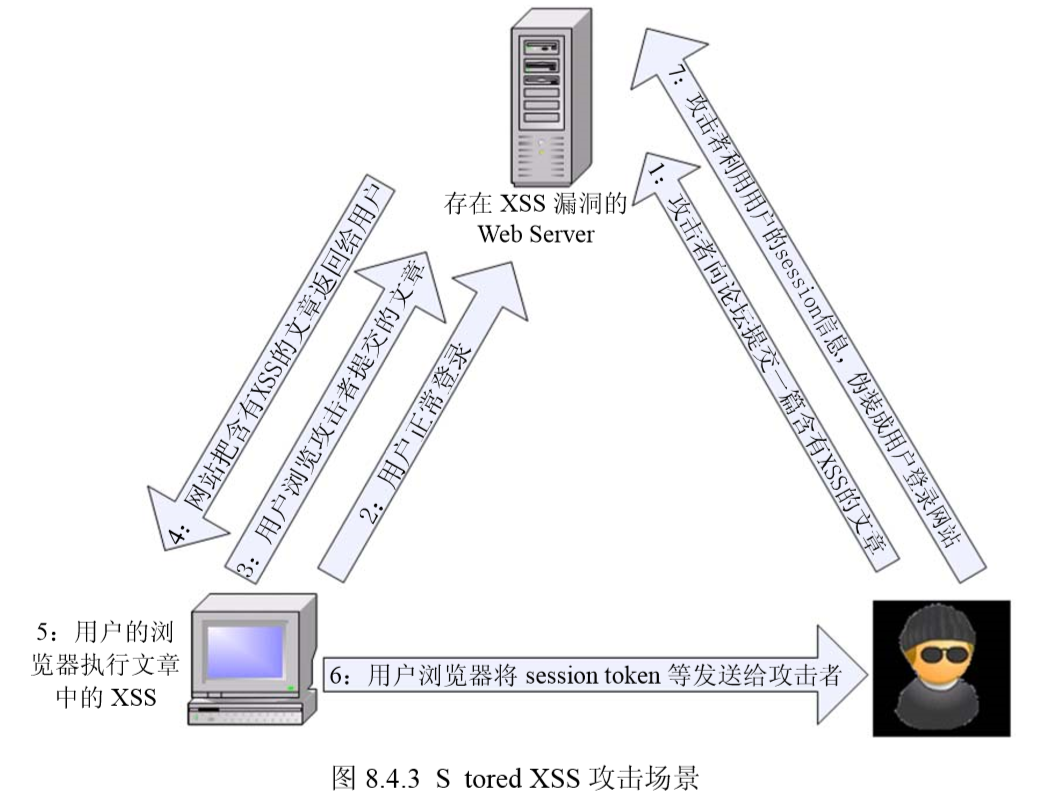 存在 XSS 漏洞的
Web Server
1：攻击者向论坛提交一篇含有XSS的文章
2：用户正常登录
3：用户浏览攻击者提交的文章
4：网站把含有XSS的文章返回给用户
5：用户的浏
览器执行文章
中的 XSS
6：用户浏览器将 session token 等发送给攻击者
7：攻击者利用用户的session信息，伪装成用户登录网站
图 8.4.3 S tored XSS 攻击场景